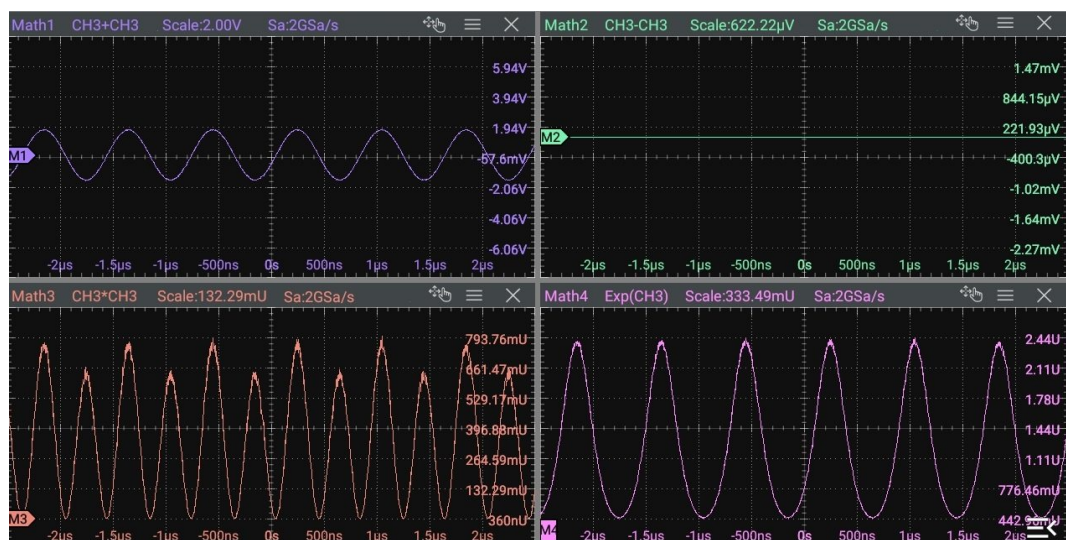 Math1 CH3+CH3 Scale:2.00V Sa:2GSa/s
5.94V
3.94V
1.94V
M1
-57.6mV
-2.06V
-4.06V
-6.06V
-2µs -1.5µs -1µs -500ns 0s 500ns 1µs 1.5µs 2µs
Math2 CH3-CH3 Scale:622.22µV Sa:2GSa/s
1.47mV
844.15µV
221.93µV
M2
-400.3µV
-1.02mV
-1.64mV
-2.27mV
-2µs -1.5µs -1µs -500ns 0s 500ns 1µs 1.5µs 2µs
Math3 CH3*CH3 Scale:132.29mU Sa:2GSa/s
793.76mU
661.47mU
529.17mU
396.88mU
264.59mU
132.29mU
M3
360nU
-2µs -1.5µs -1µs -500ns 0s 500ns 1µs 1.5µs 2µs
Math4 Exp(CH3) Scale:333.49mU Sa:2GSa/s
2.44U
2.11U
1.78U
1.44U
1.11U
776.46mU
M4
-2µs -1.5µs -1µs -500ns 0s 500ns 1µs 1.5µs 2µs